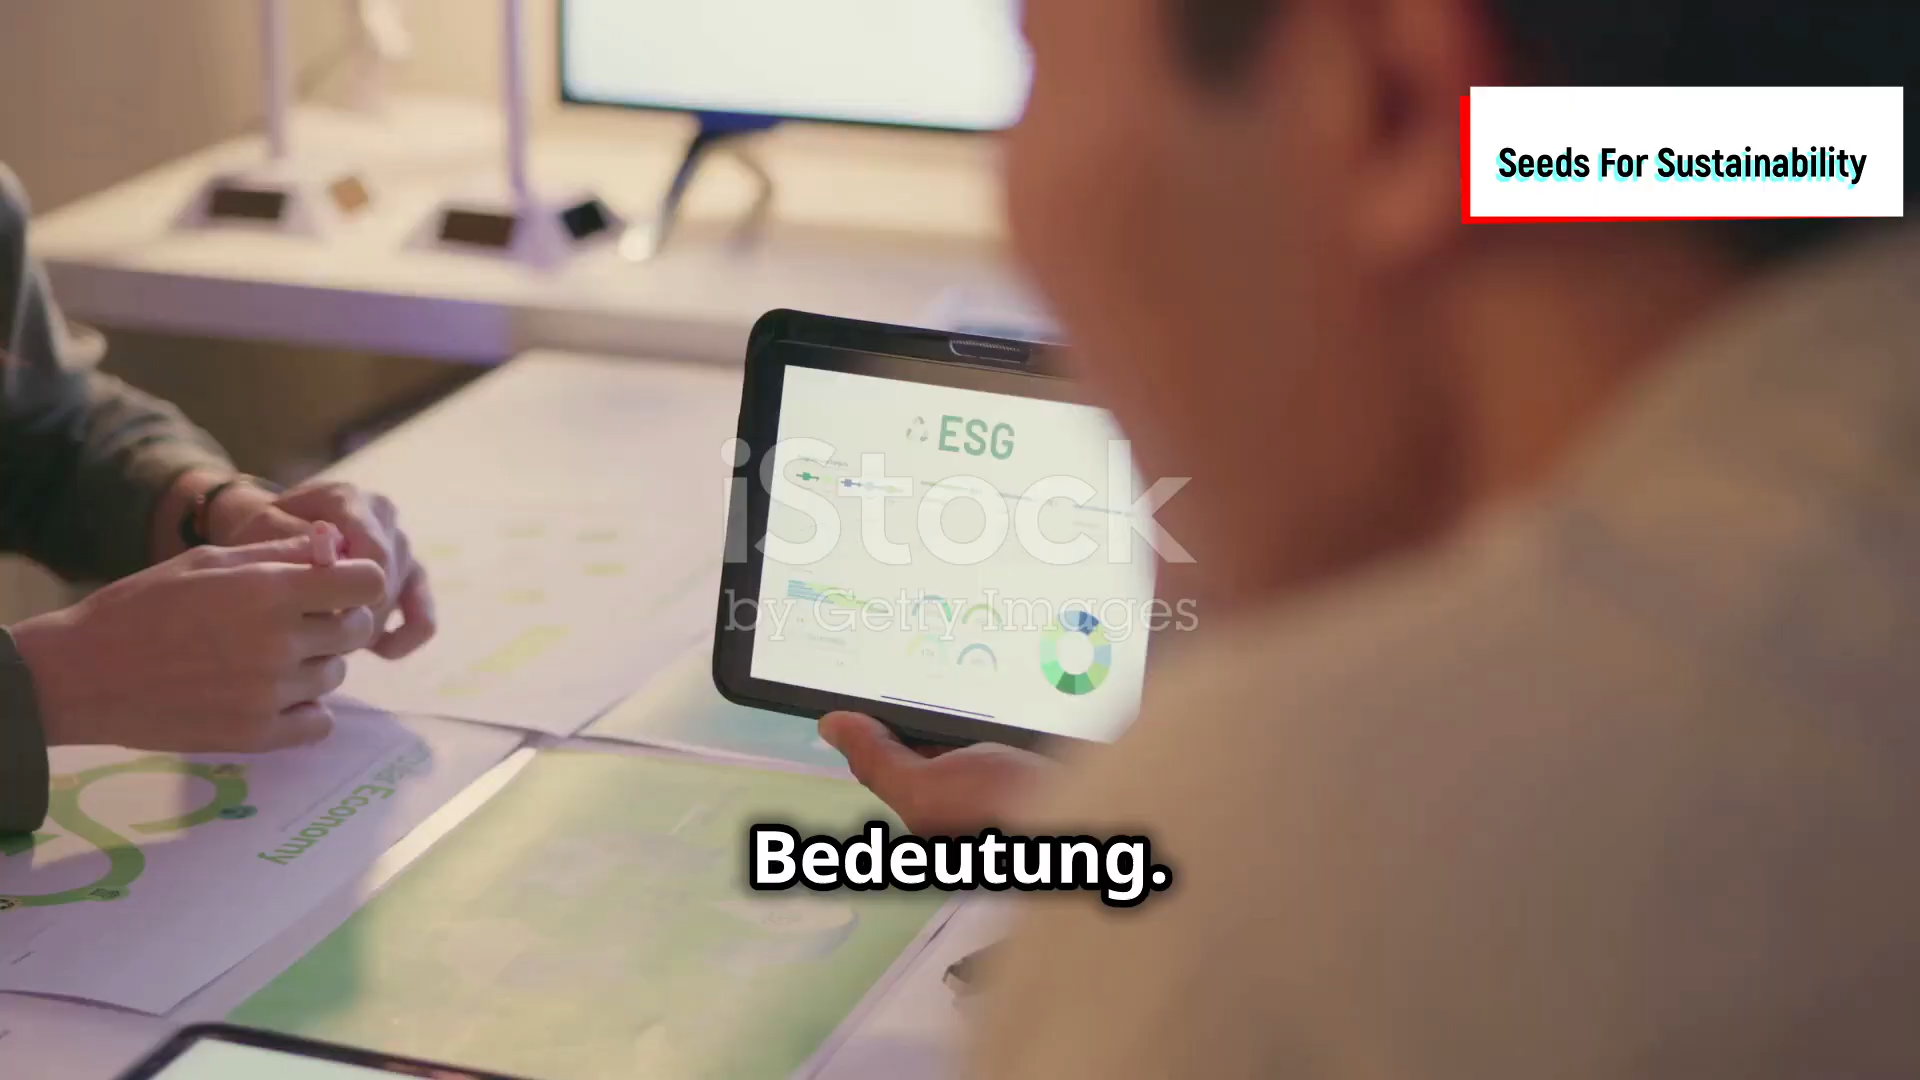 Seeds For Sustainability
ESG
iStock
by Getty Images
Economy
Bedeutung.